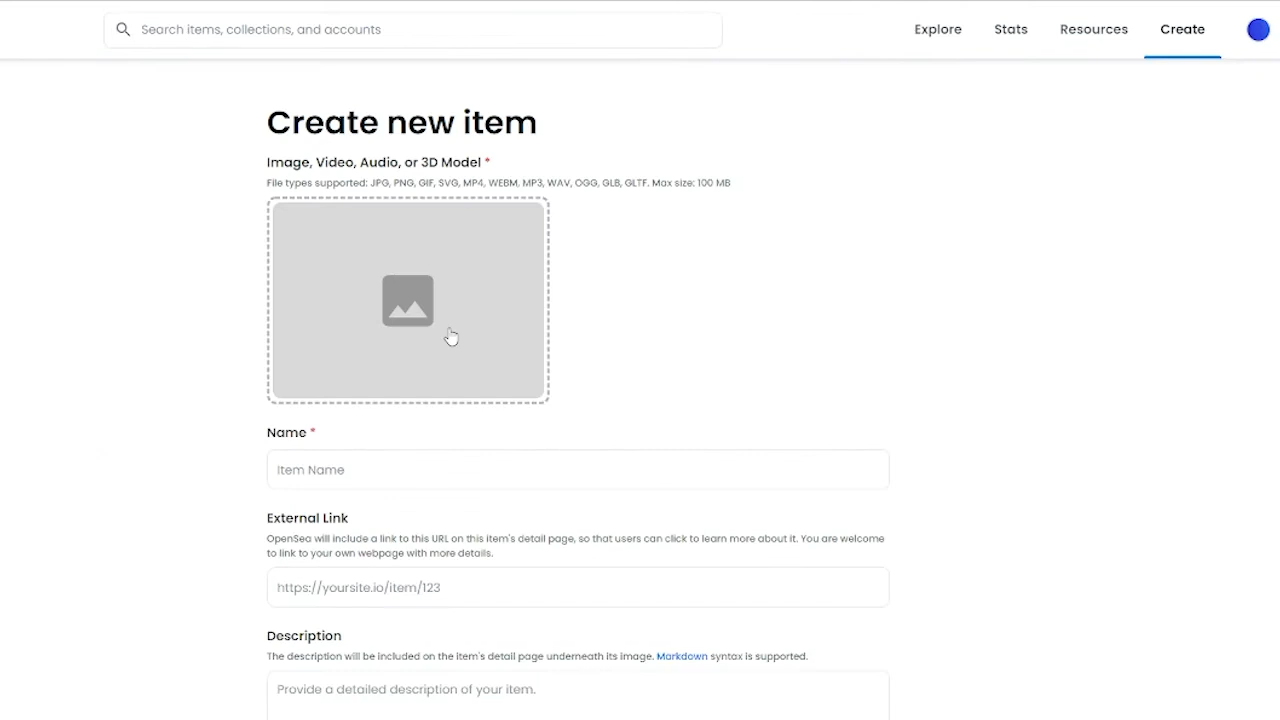 Search items, collections, and accounts
Explore Stats Resources Create
Create new item
Image, Video, Audio, or 3D Model *
File types supported: JPG, PNG, GIF, SVG, MP4, WEBM, MP3, WAV, OGG, GLB, GLTF. Max size: 100 MB
Name *
Item Name
External Link
OpenSea will include a link to this URL on this item's detail page, so that users can click to learn more about it. You are welcome
to link to your own webpage with more details.
https://yoursite.io/item/123
Description
The description will be included on the item's detail page underneath its image. Markdown syntax is supported.
Provide a detailed description of your item.